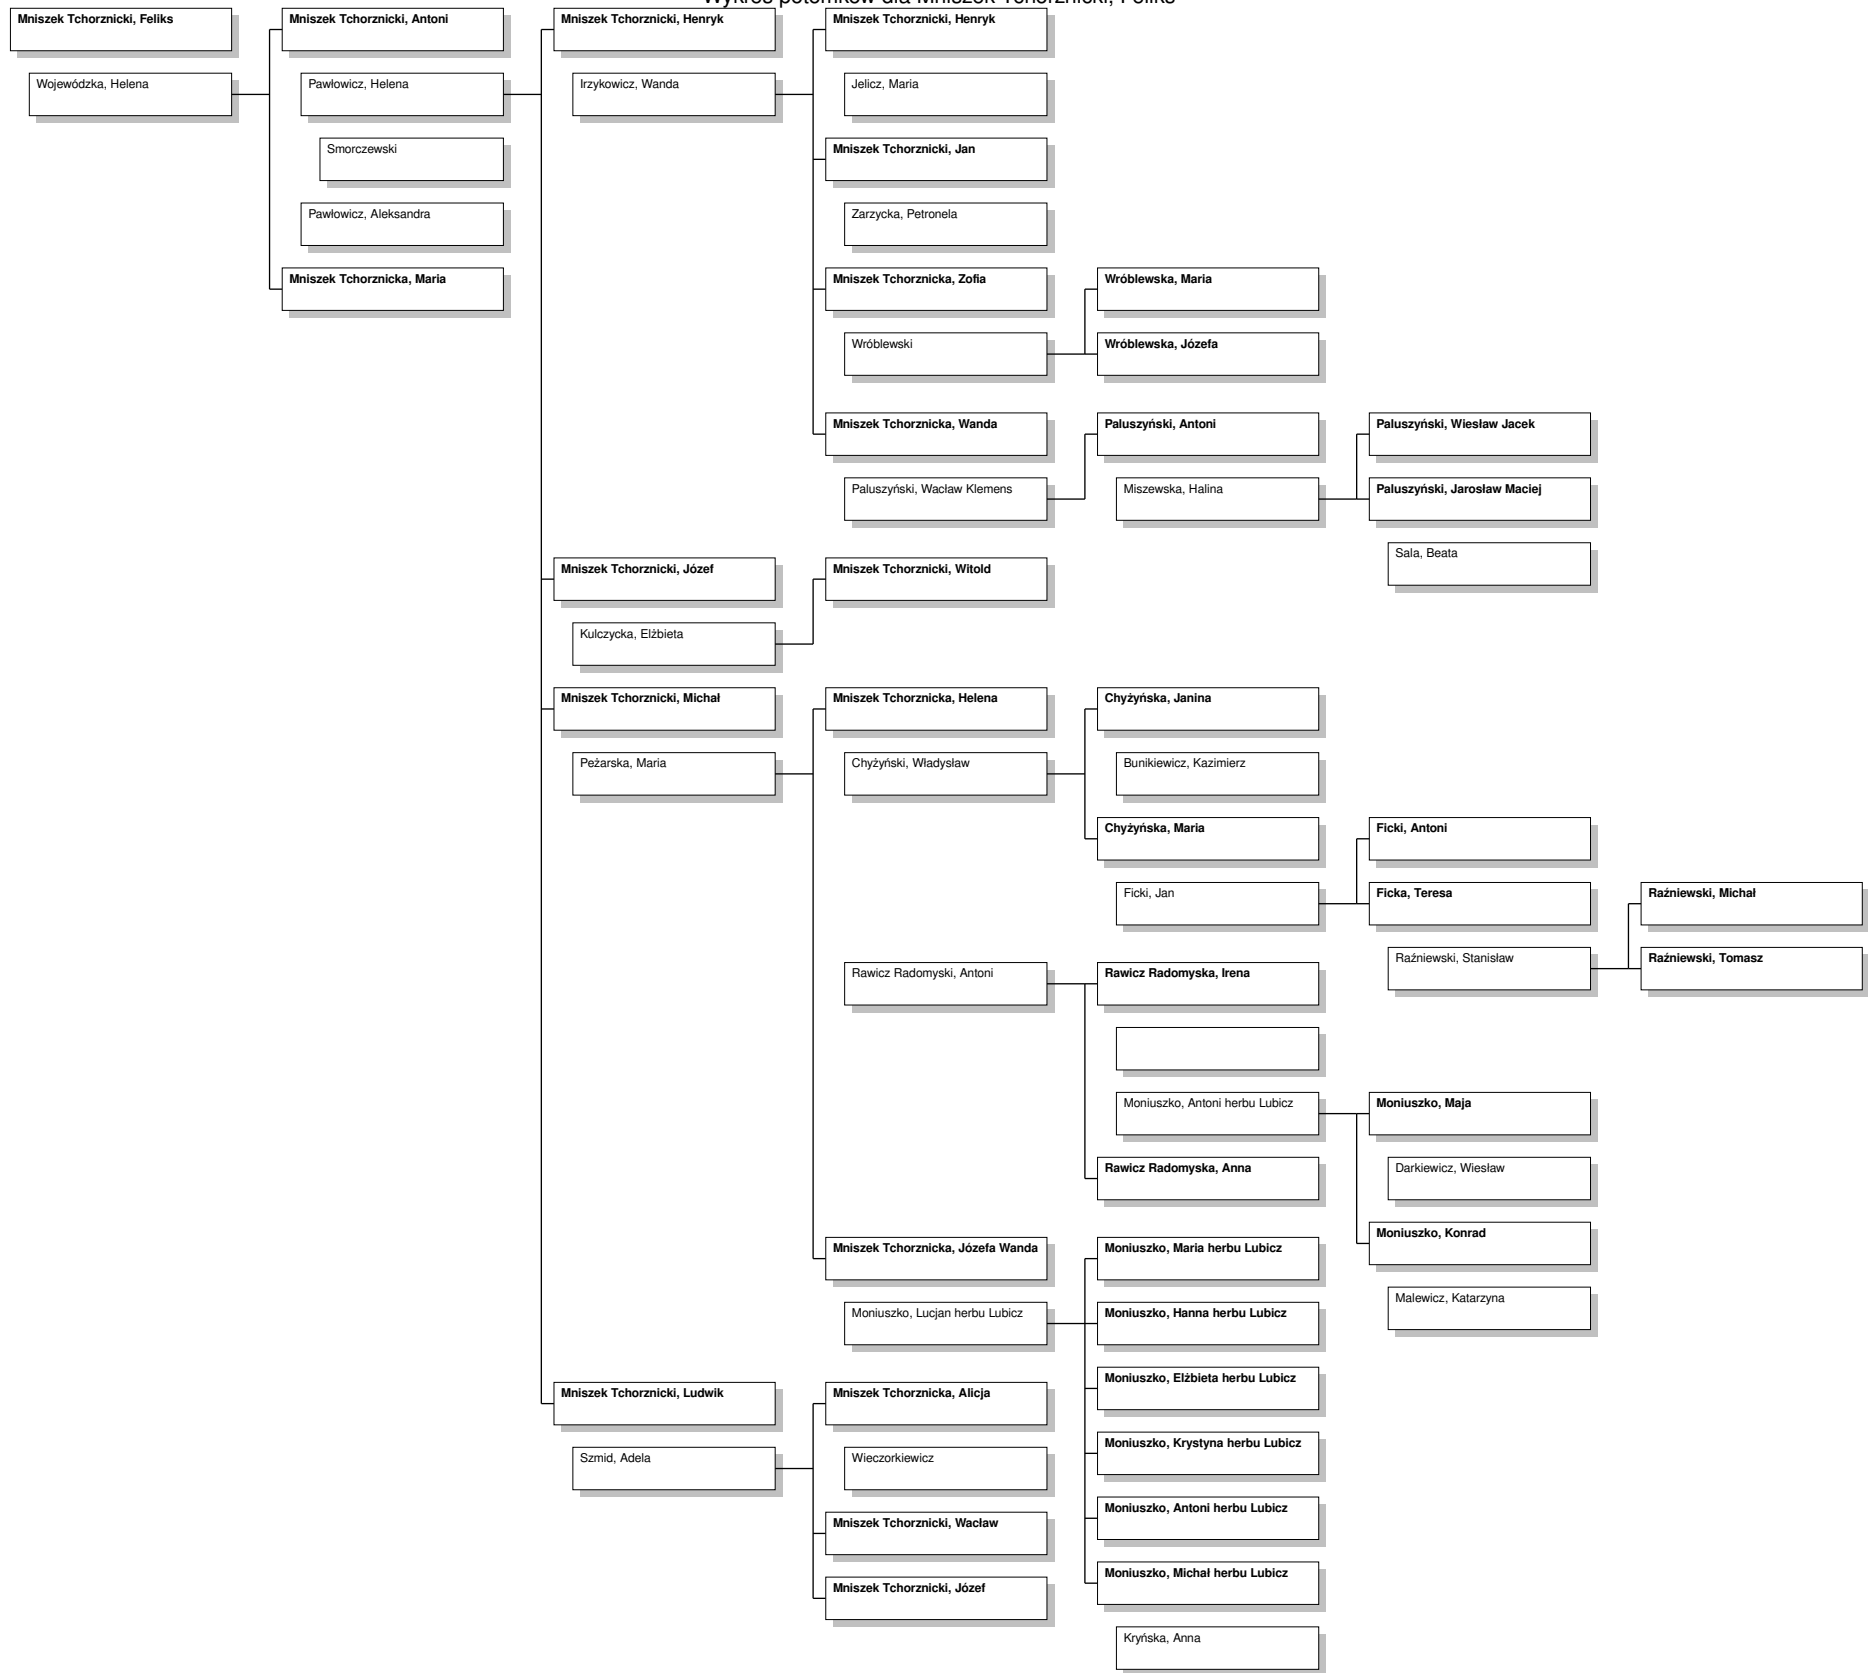 Wykres potomków dla Mniszek Tchorznicki, Feliks
Mniszek Tchorznicki, Feliks
Wojewódzka, Helena
Mniszek Tchorznicki, Antoni
Pawłowicz, Helena
Smorczewski
Pawłowicz, Aleksandra
Mniszek Tchorznicka, Maria
Mniszek Tchorznicki, Henryk
Irzykowicz, Wanda
Mniszek Tchorznicki, Henryk
Jelicz, Maria
Mniszek Tchorznicki, Jan
Zarzycka, Petronela
Mniszek Tchorznicka, Zofia
Wróblewski
Wróblewska, Maria
Wróblewska, Józefa
Mniszek Tchorznicka, Wanda
Paluszyński, Wacław Klemens
Paluszyński, Antoni
Miszewska, Halina
Paluszyński, Wiesław Jacek
Paluszyński, Jarosław Maciej
Sala, Beata
Mniszek Tchorznicki, Józef
Kulczycka, Elżbieta
Mniszek Tchorznicki, Witold
Mniszek Tchorznicki, Michał
Peżarska, Maria
Mniszek Tchorznicka, Helena
Chyżyński, Władysław
Chyżyńska, Janina
Bunikiewicz, Kazimierz
Chyżyńska, Maria
Ficki, Jan
Ficki, Antoni
Ficka, Teresa
Raźniewski, Stanisław
Raźniewski, Michał
Raźniewski, Tomasz
Rawicz Radomyski, Antoni
Rawicz Radomyska, Irena
Moniuszko, Antoni herbu Lubicz
Moniuszko, Maja
Darkiewicz, Wiesław
Moniuszko, Konrad
Malewicz, Katarzyna
Rawicz Radomyska, Anna
Mniszek Tchorznicka, Józefa Wanda
Moniuszko, Lucjan herbu Lubicz
Moniuszko, Maria herbu Lubicz
Moniuszko, Hanna herbu Lubicz
Moniuszko, Elżbieta herbu Lubicz
Moniuszko, Krystyna herbu Lubicz
Moniuszko, Antoni herbu Lubicz
Moniuszko, Michał herbu Lubicz
Kryńska, Anna
Mniszek Tchorznicki, Ludwik
Szmid, Adela
Mniszek Tchorznicka, Alicja
Wieczorkiewicz
Mniszek Tchorznicki, Wacław
Mniszek Tchorznicki, Józef